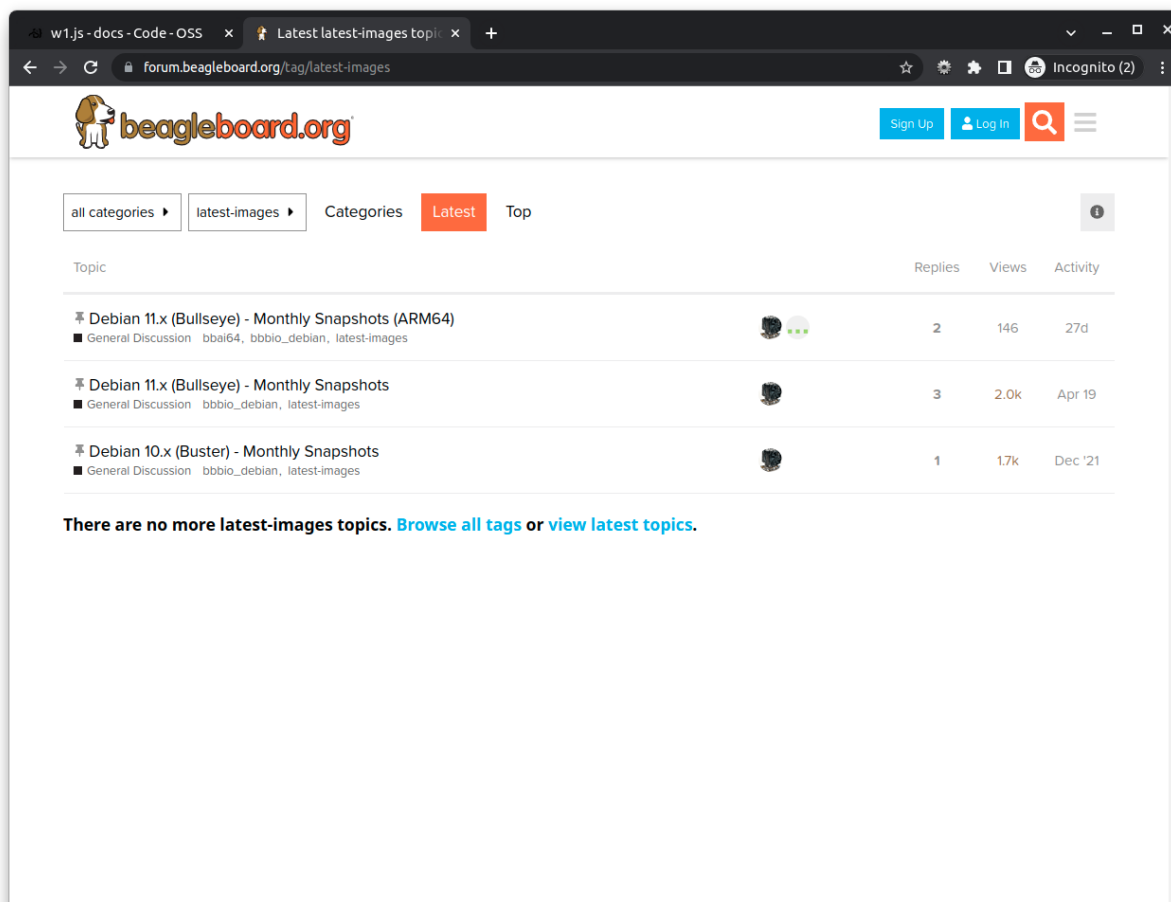 w1.js - docs - Code - OSS
Latest latest-images topic
forum.beagleboard.org/tag/latest-images
Incognito (2)
beagleboard.org
Sign Up
Log In
all categories
latest-images
Categories
Latest
Top
Topic Replies Views Activity
Debian 11.x (Bullseye) - Monthly Snapshots (ARM64)
2 146 27d
General Discussion bbai64, bbbio_debian, latest-images
Debian 11.x (Bullseye) - Monthly Snapshots
3 2.0k Apr 19
General Discussion bbbio_debian, latest-images
Debian 10.x (Buster) - Monthly Snapshots
1 1.7k Dec '21
General Discussion bbbio_debian, latest-images
There are no more latest-images topics. Browse all tags or view latest topics.